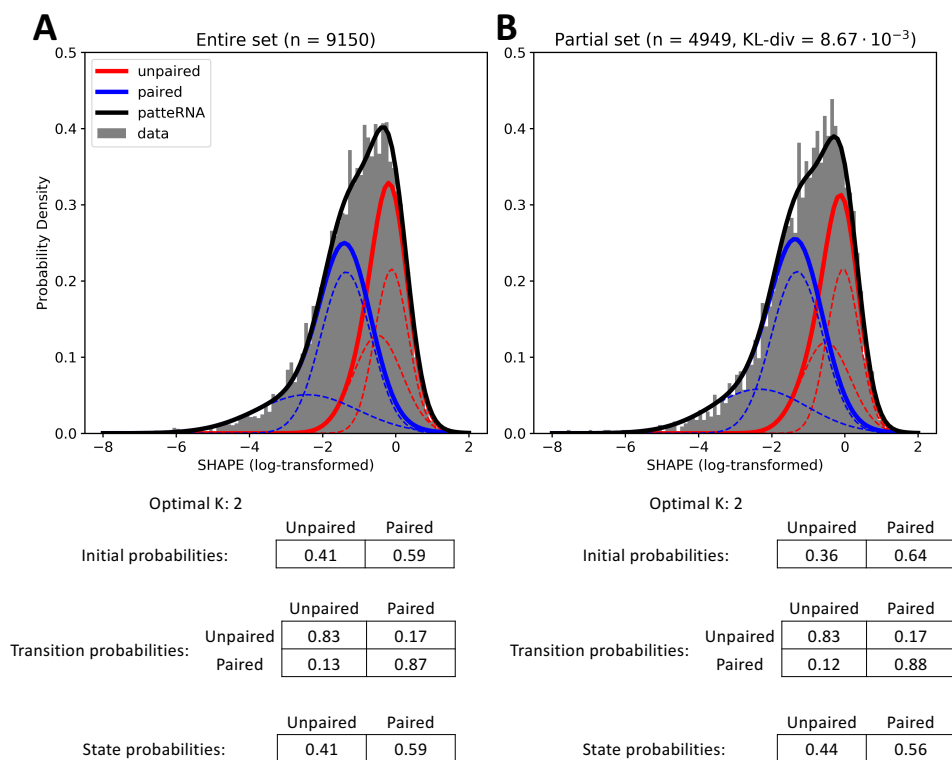 A
Entire set (n = 9150)
0.5
0.4
0.3
0.2
0.1
0.0
Probability Density
unpaired
paired
patteRNA
data
−8 −6 −4 −2 0 2
SHAPE (log-transformed)
B
Partial set (n = 4949, KL-div = 8.67 · 10⁻³)
0.5
0.4
0.3
0.2
0.1
0.0
−8 −6 −4 −2 0 2
SHAPE (log-transformed)
Optimal K: 2
Unpaired Paired
Initial probabilities: 0.41 0.59
Unpaired Paired
Unpaired 0.83 0.17
Transition probabilities:
Paired 0.13 0.87
Unpaired Paired
State probabilities: 0.41 0.59
Optimal K: 2
Unpaired Paired
Initial probabilities: 0.36 0.64
Unpaired Paired
Unpaired 0.83 0.17
Transition probabilities:
Paired 0.12 0.88
Unpaired Paired
State probabilities: 0.44 0.56